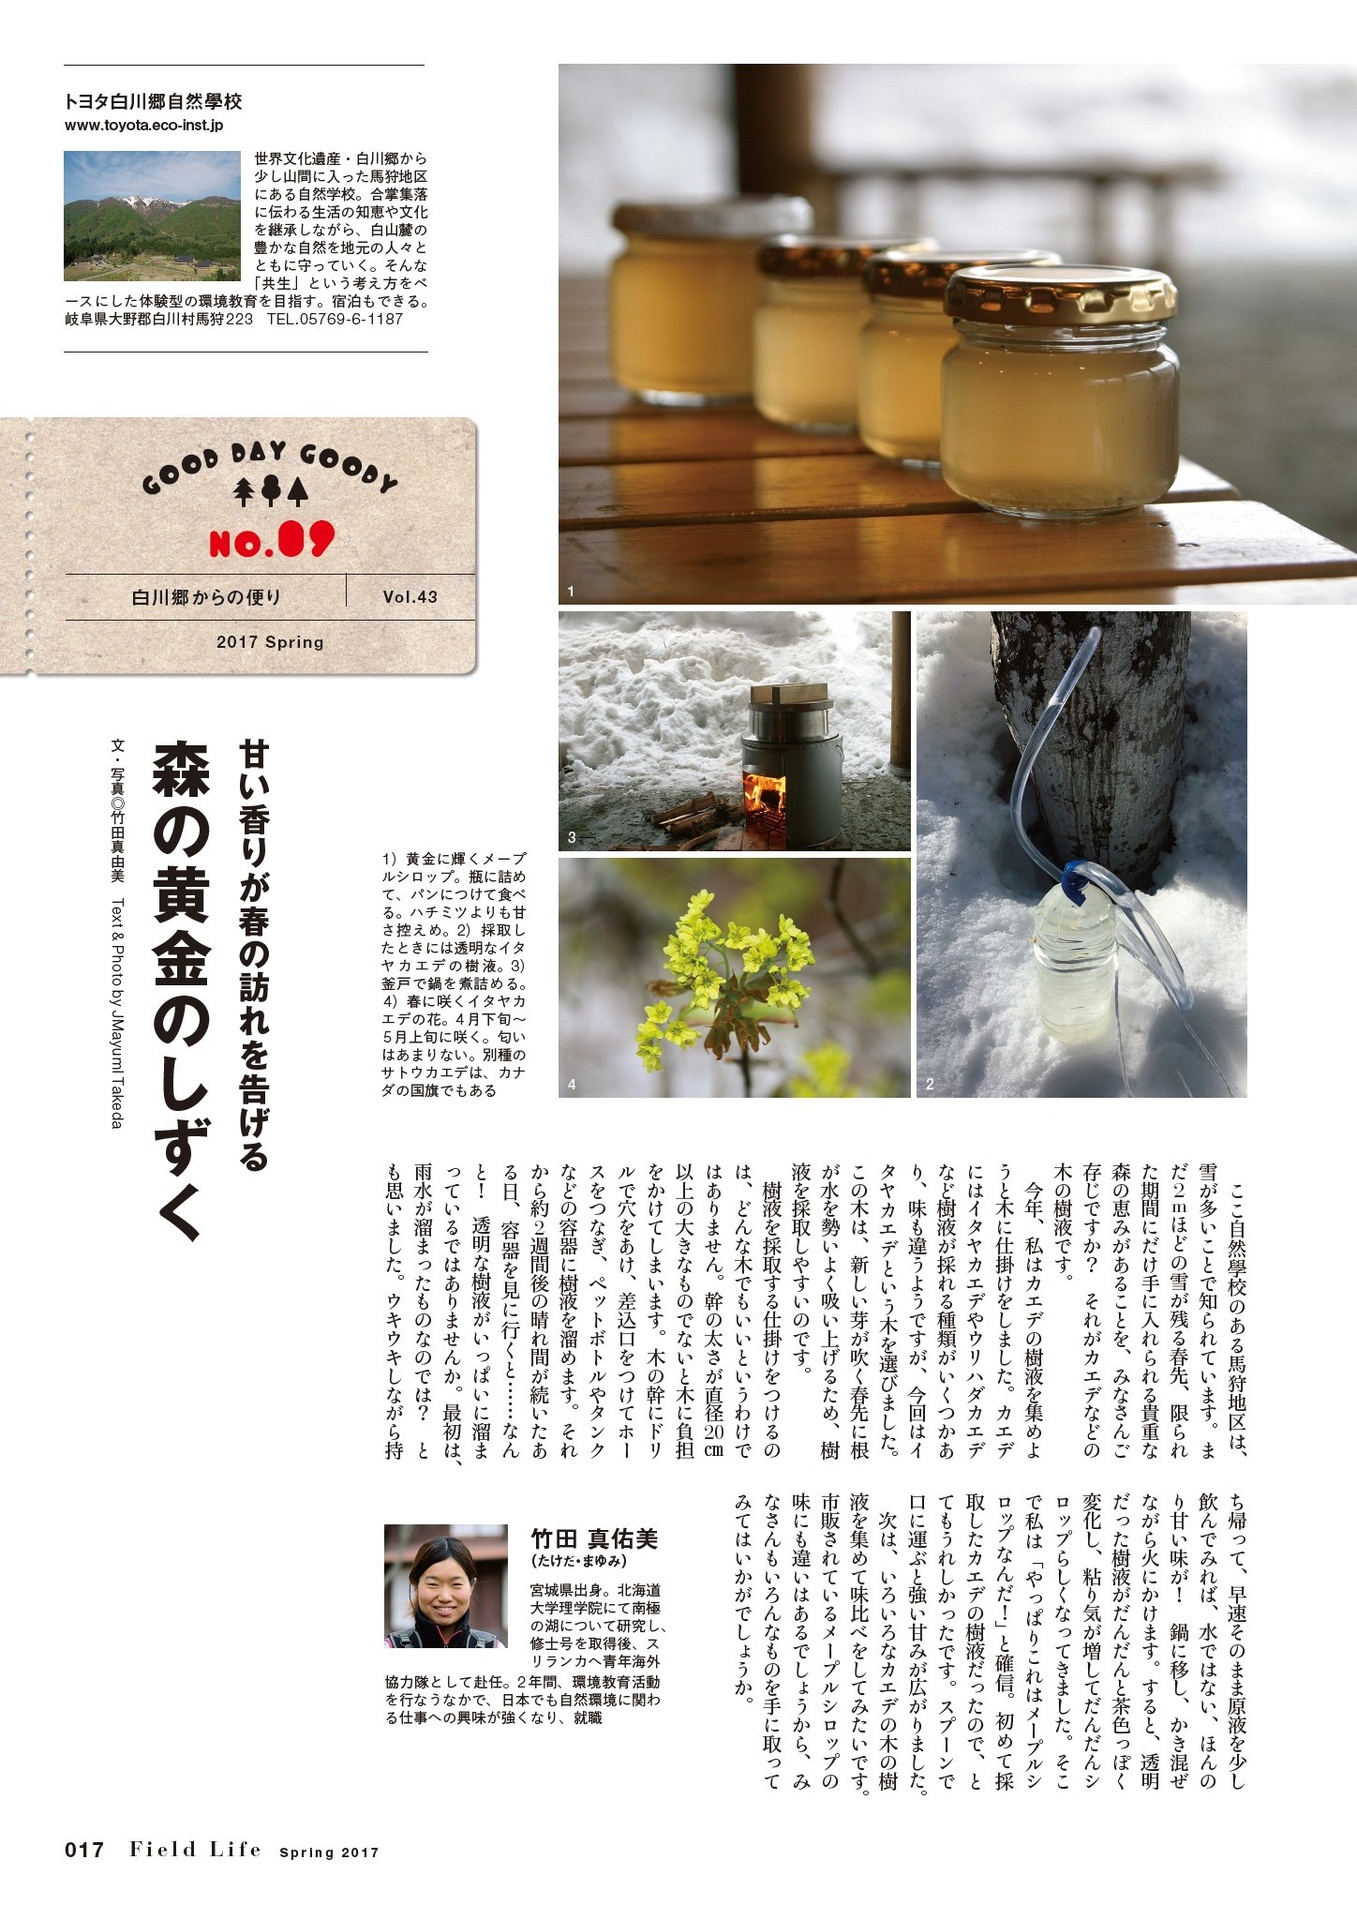 トヨタ白川郷自然學校
www.toyota.eco-inst.jp
世界文化遺産・白川郷から
少し山間に入った馬狩地区
にある自然学校。合掌集落
に伝わる生活の知恵や文化
を継承しながら、白山麓の
豊かな自然を地元の人々と
ともに守っていく。そんな
「共生」という考え方をベ
ースにした体験型の環境教育を目指す。宿泊もできる。
岐阜県大野郡白川村馬狩223　TEL.05769-6-1187
GOOD DAY GOODY
NO.09
白川郷からの便り
Vol.43
2017 Spring
1
3
4
2
甘い香りが春の訪れを告げる
森の黄金のしずく
文・写真◎竹田真由美　Text & Photo by JMayumI Takeda
1）黄金に輝くメープ
ルシロップ。瓶に詰め
て、パンにつけて食べ
る。ハチミツよりも甘
さ控えめ。2）採取し
たときには透明なイタ
ヤカエデの樹液。3）
釜戸で鍋を煮詰める。
4）春に咲くイタヤカ
エデの花。4月下旬〜
5月上旬に咲く。匂い
はあまりない。別種の
サトウカエデは、カナ
ダの国旗でもある
ここ自然學校のある馬狩地区は、
雪が多いことで知られています。ま
だ2mほどの雪が残る春先、限られ
た期間にだけ手に入れられる貴重な
森の恵みがあることを、みなさんご
存じですか？　それがカエデなどの
木の樹液です。
今年、私はカエデの樹液を集めよ
うと木に仕掛けをしました。カエデ
にはイタヤカエデやウリハダカエデ
など樹液が採れる種類がいくつかあ
り、味も違うようですが、今回はイ
タヤカエデという木を選びました。
この木は、新しい芽が吹く春先に根
が水を勢いよく吸い上げるため、樹
液を採取しやすいのです。
樹液を採取する仕掛けをつけるの
は、どんな木でもいいというわけで
はありません。幹の太さが直径20㎝
以上の大きなものでないと木に負担
をかけてしまいます。木の幹にドリ
ルで穴をあけ、差込口をつけてホー
スをつなぎ、ペットボトルやタンク
などの容器に樹液を溜めます。それ
から約2週間後の晴れ間が続いたあ
る日、容器を見に行くと……なん
と！　透明な樹液がいっぱいに溜ま
っているではありませんか。最初は、
雨水が溜まったものなのでは？　と
も思いました。ウキウキしながら持
ち帰って、早速そのまま原液を少し
飲んでみれば、水ではない、ほんの
り甘い味が！　鍋に移し、かき混ぜ
ながら火にかけます。すると、透明
だった樹液がだんだんと茶色っぽく
変化し、粘り気が増してだんだんシ
ロップらしくなってきました。そこ
で私は「やっぱりこれはメープルシ
ロップなんだ！」と確信。初めて採
取したカエデの樹液だったので、と
てもうれしかったです。スプーンで
口に運ぶと強い甘みが広がりました。
次は、いろいろなカエデの木の樹
液を集めて味比べをしてみたいです。
市販されているメープルシロップの
味にも違いはあるでしょうから、み
なさんもいろんなものを手に取って
みてはいかがでしょうか。
竹田 真佑美
（たけだ・まゆみ）
宮城県出身。北海道
大学理学院にて南極
の湖について研究し、
修士号を取得後、ス
リランカへ青年海外
協力隊として赴任。2年間、環境教育活動
を行なうなかで、日本でも自然環境に関わ
る仕事への興味が強くなり、就職
017 Field Life Spring 2017